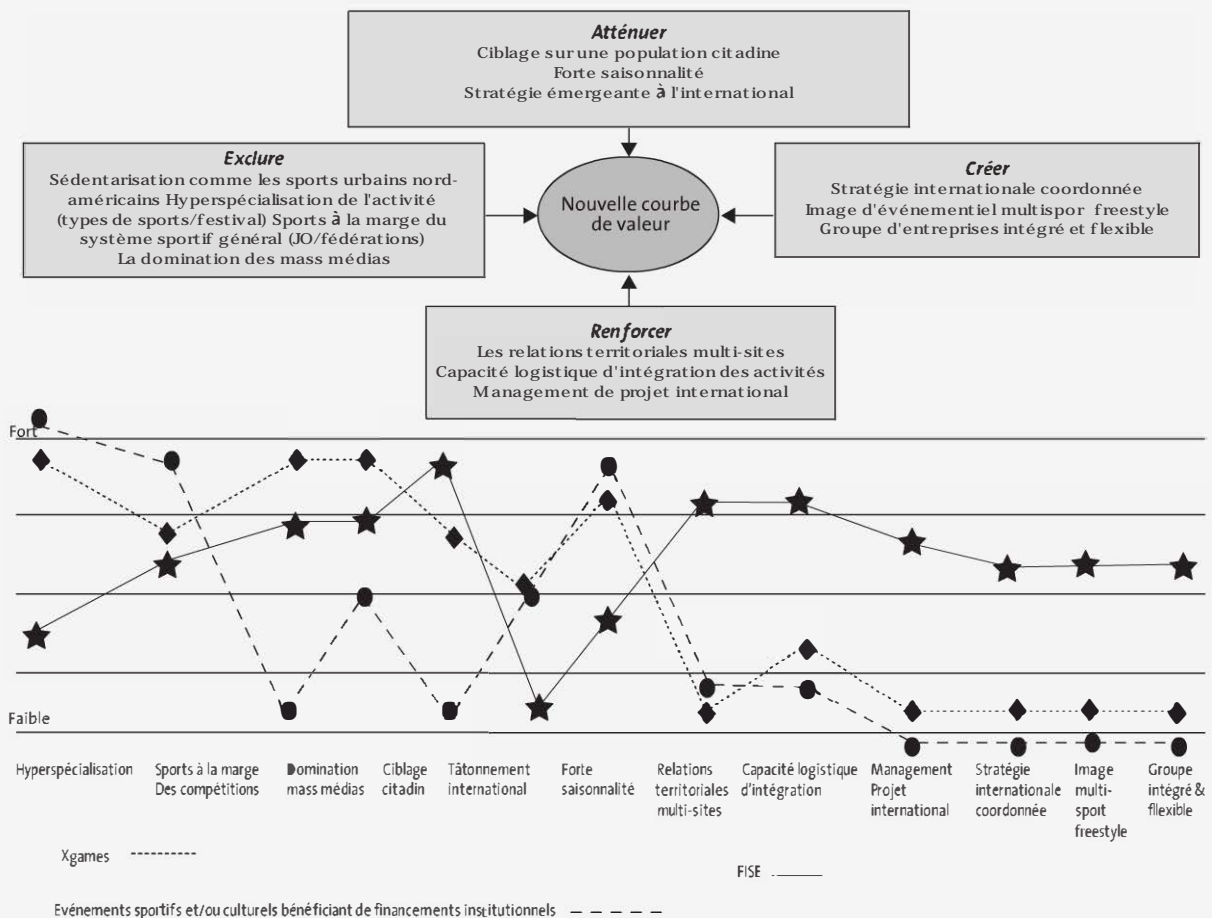 Atténuer
Ciblage sur une population citadine
Forte saisonnalité
Stratégie émergeante à l'international
Exclure
Sédentarisation comme les sports urbains nord-
américains Hyperspécialisation de l'activité
(types de sports/festival) Sports à la marge du
système sportif général (JO/fédérations)
La domination des mass médias
Nouvelle courbe
de valeur
Créer
Stratégie internationale coordonnée
Image d'événementiel multispor freestyle
Groupe d'entreprises intégré et flexible
Renforcer
Les relations territoriales multi-sites
Capacité logistique d'intégration des activités
Management de projet international
Fort
Faible
Hyperspécialisation
Sports à la marge
Des compétitions
Domination
mass médias
Ciblage
citadin
Tâtonnement
international
Forte
saisonnalité
Relations
territoriales
multi-sites
Capacité logistique
d'intégration
Management
Projet
international
Stratégie
internationale
coordonnée
Image
multi-
sport
freestyle
Groupe
intégré &
fllexible
Xgames
FISE
Evénements sportifs et/ou culturels bénéficiant de financements institutionnels